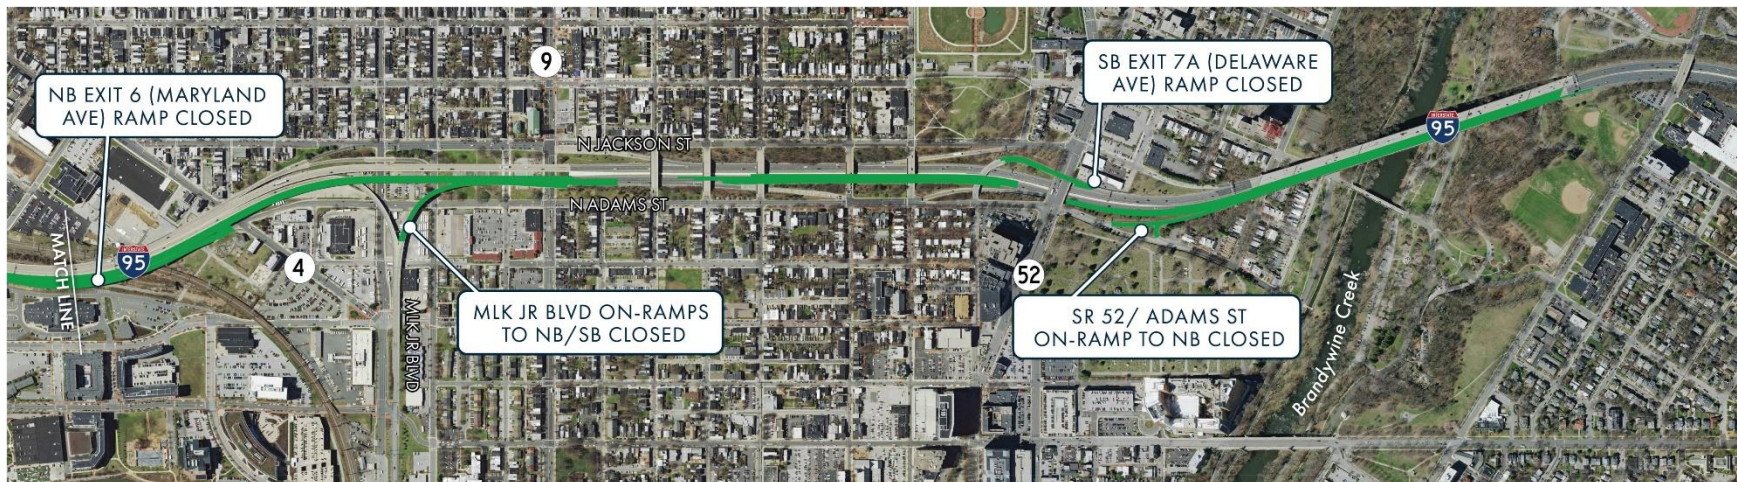 NB EXIT 6 (MARYLAND
AVE) RAMP CLOSED
9
SB EXIT 7A (DELAWARE
AVE) RAMP CLOSED
INTERSTATE
95
N JACKSON ST
N ADAMS ST
MATCH LINE
INTERSTATE
95
4
MLK JR BLVD
MLK JR BLVD ON-RAMPS
TO NB/SB CLOSED
52
SR 52/ ADAMS ST
ON-RAMP TO NB CLOSED
Brandywine Creek